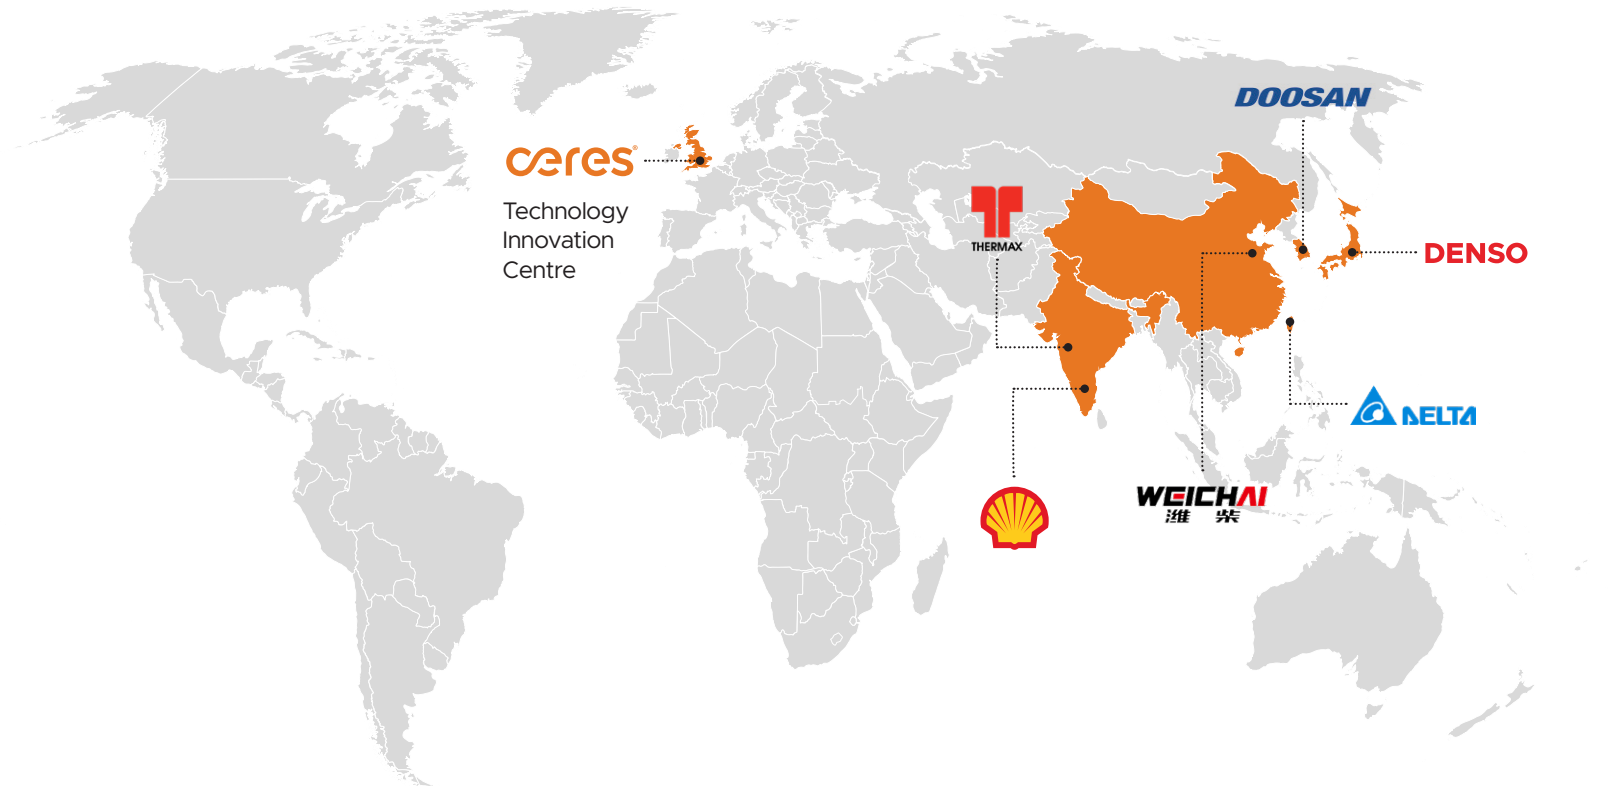 DOOSAN
ceres®
Technology
Innovation
Centre
THERMAX
DENSO
DELTA
WEICHAI
潍柴